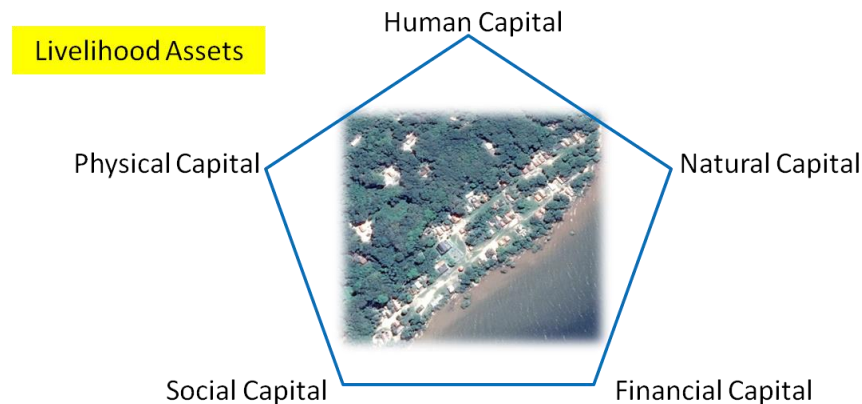 Human Capital
Livelihood Assets
Physical Capital
Natural Capital
Social Capital
Financial Capital